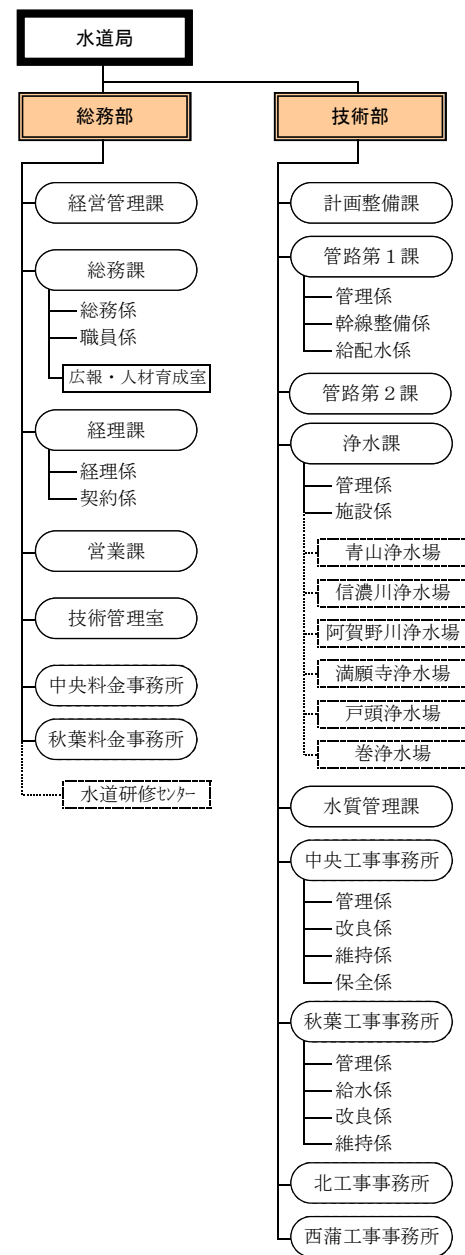 水道局
総務部
経営管理課
総務課
総務係
職員係
広報・人材育成室
経理課
経理係
契約係
営業課
技術管理室
中央料金事務所
秋葉料金事務所
水道研修ｾﾝﾀｰ
技術部
計画整備課
管路第１課
管理係
幹線整備係
給配水係
管路第２課
浄水課
管理係
施設係
青山浄水場
信濃川浄水場
阿賀野川浄水場
満願寺浄水場
戸頭浄水場
巻浄水場
水質管理課
中央工事事務所
管理係
改良係
維持係
保全係
秋葉工事事務所
管理係
給水係
改良係
維持係
北工事事務所
西蒲工事事務所